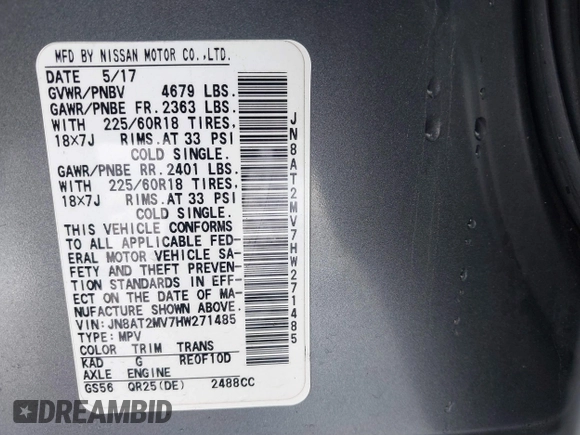 MFD BY NISSAN MOTOR CO.,LTD.
DATE 5/17
GVWR/PNBV 4679 LBS.
GAWR/PNBE FR. 2363 LBS.
WITH 225/60R18 TIRES,
18X7J RIMS.AT 33 PSI
COLD SINGLE.
GAWR/PNBE RR. 2401 LBS.
WITH 225/60R18 TIRES,
18X7J RIMS.AT 33 PSI
COLD SINGLE.
THIS VEHICLE CONFORMS
TO ALL APPLICABLE FED-
ERAL MOTOR VEHICLE SA-
FETY AND THEFT PREVEN-
TION STANDARDS IN EFF-
ECT ON THE DATE OF MA-
NUFACTURE SHOWN ABOVE.
VIN:JN8AT2MV7HW271485
TYPE:MPV
COLOR TRIM TRANS
KAD G RE0F10D
AXLE ENGINE
GS56 QR25(DE) 2488CC
JN8AT2MV7HW271485
DREAMBID